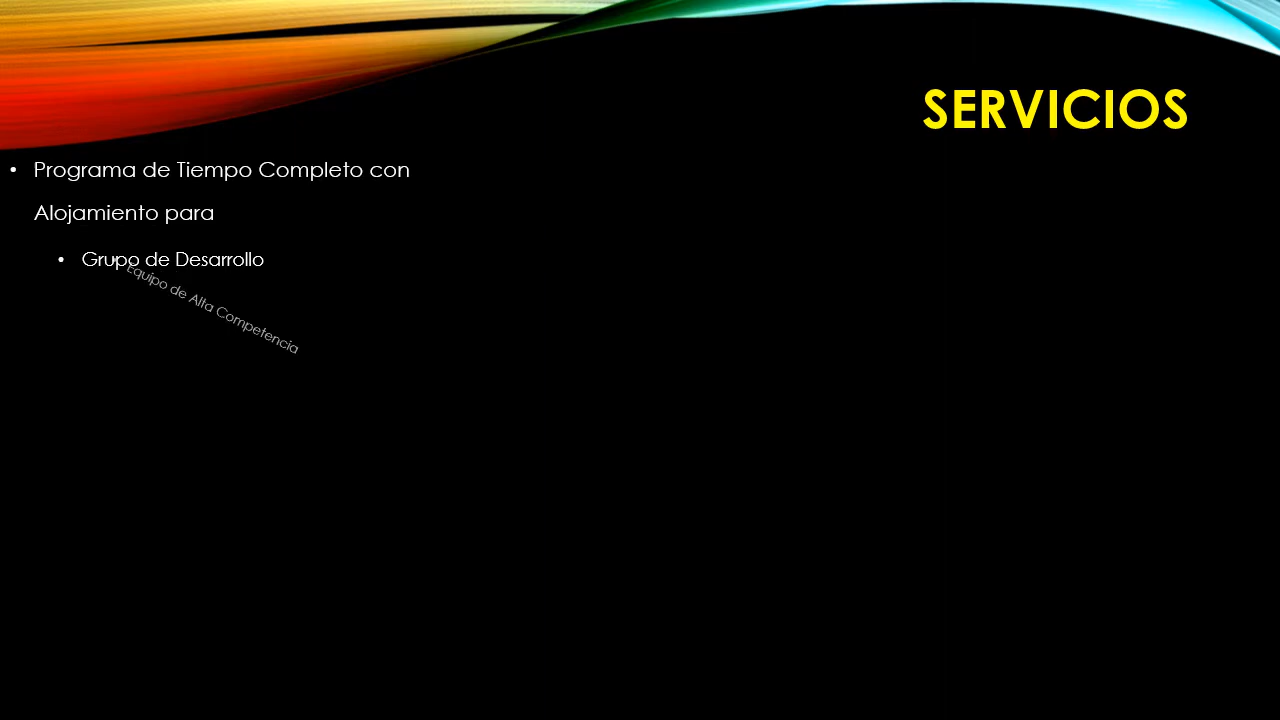 SERVICIOS
• Programa de Tiempo Completo con
Alojamiento para
• Grupo de Desarrollo
• Equipo de Alta Competencia